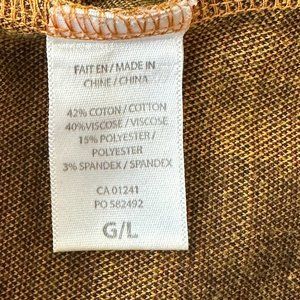 FAIT EN / MADE IN
CHINE / CHINA
42% COTON / COTTON
40%VISCOSE / VISCOSE
15% POLYESTER /
POLYESTER
3% SPANDEX / SPANDEX
CA 01241
PO 582492
G/L